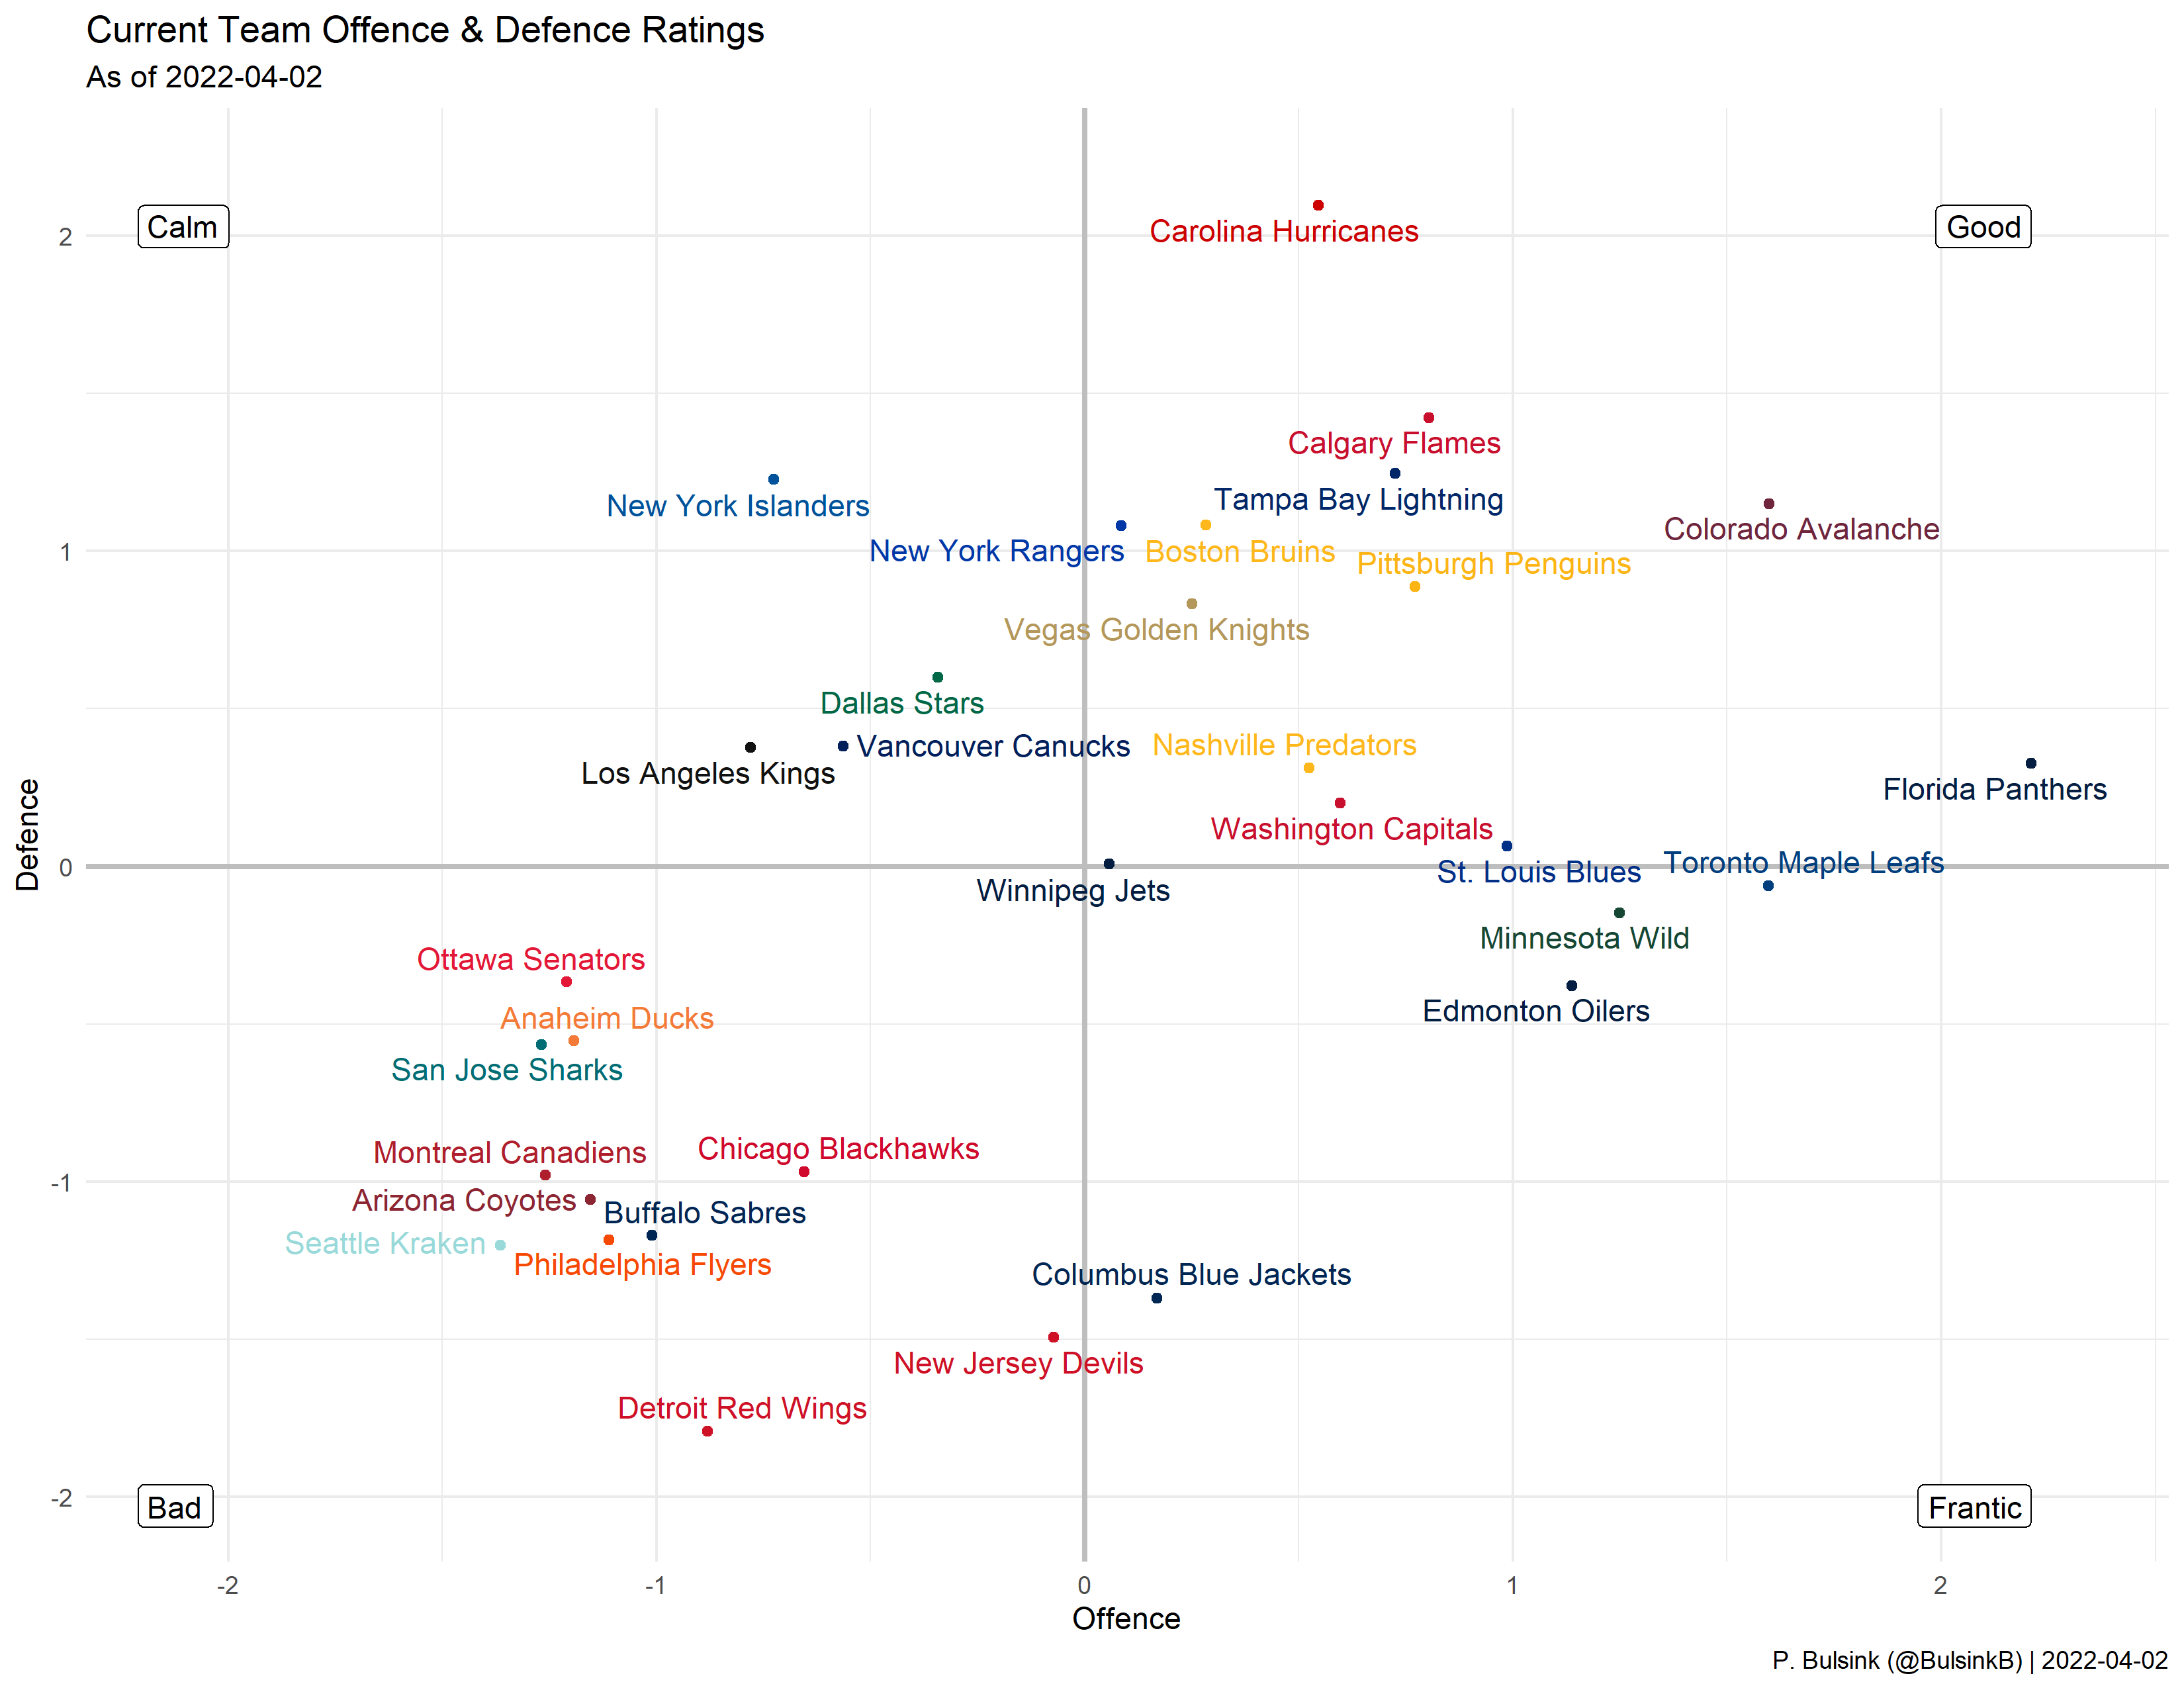 Current Team Offence & Defence Ratings
As of 2022-04-02
Calm
Good
2
Carolina Hurricanes
Calgary Flames
New York Islanders
Tampa Bay Lightning
Colorado Avalanche
1
New York Rangers
Boston Bruins
Pittsburgh Penguins
Vegas Golden Knights
Dallas Stars
Vancouver Canucks
Nashville Predators
Los Angeles Kings
Florida Panthers
Washington Capitals
Defence
0
St. Louis Blues
Toronto Maple Leafs
Winnipeg Jets
Minnesota Wild
Ottawa Senators
Edmonton Oilers
Anaheim Ducks
San Jose Sharks
Montreal Canadiens
Chicago Blackhawks
-1
Arizona Coyotes
Buffalo Sabres
Seattle Kraken
Philadelphia Flyers
Columbus Blue Jackets
New Jersey Devils
Detroit Red Wings
-2
Bad
Frantic
-2
-1
0
1
2
Offence
P. Bulsink (@BulsinkB) | 2022-04-02